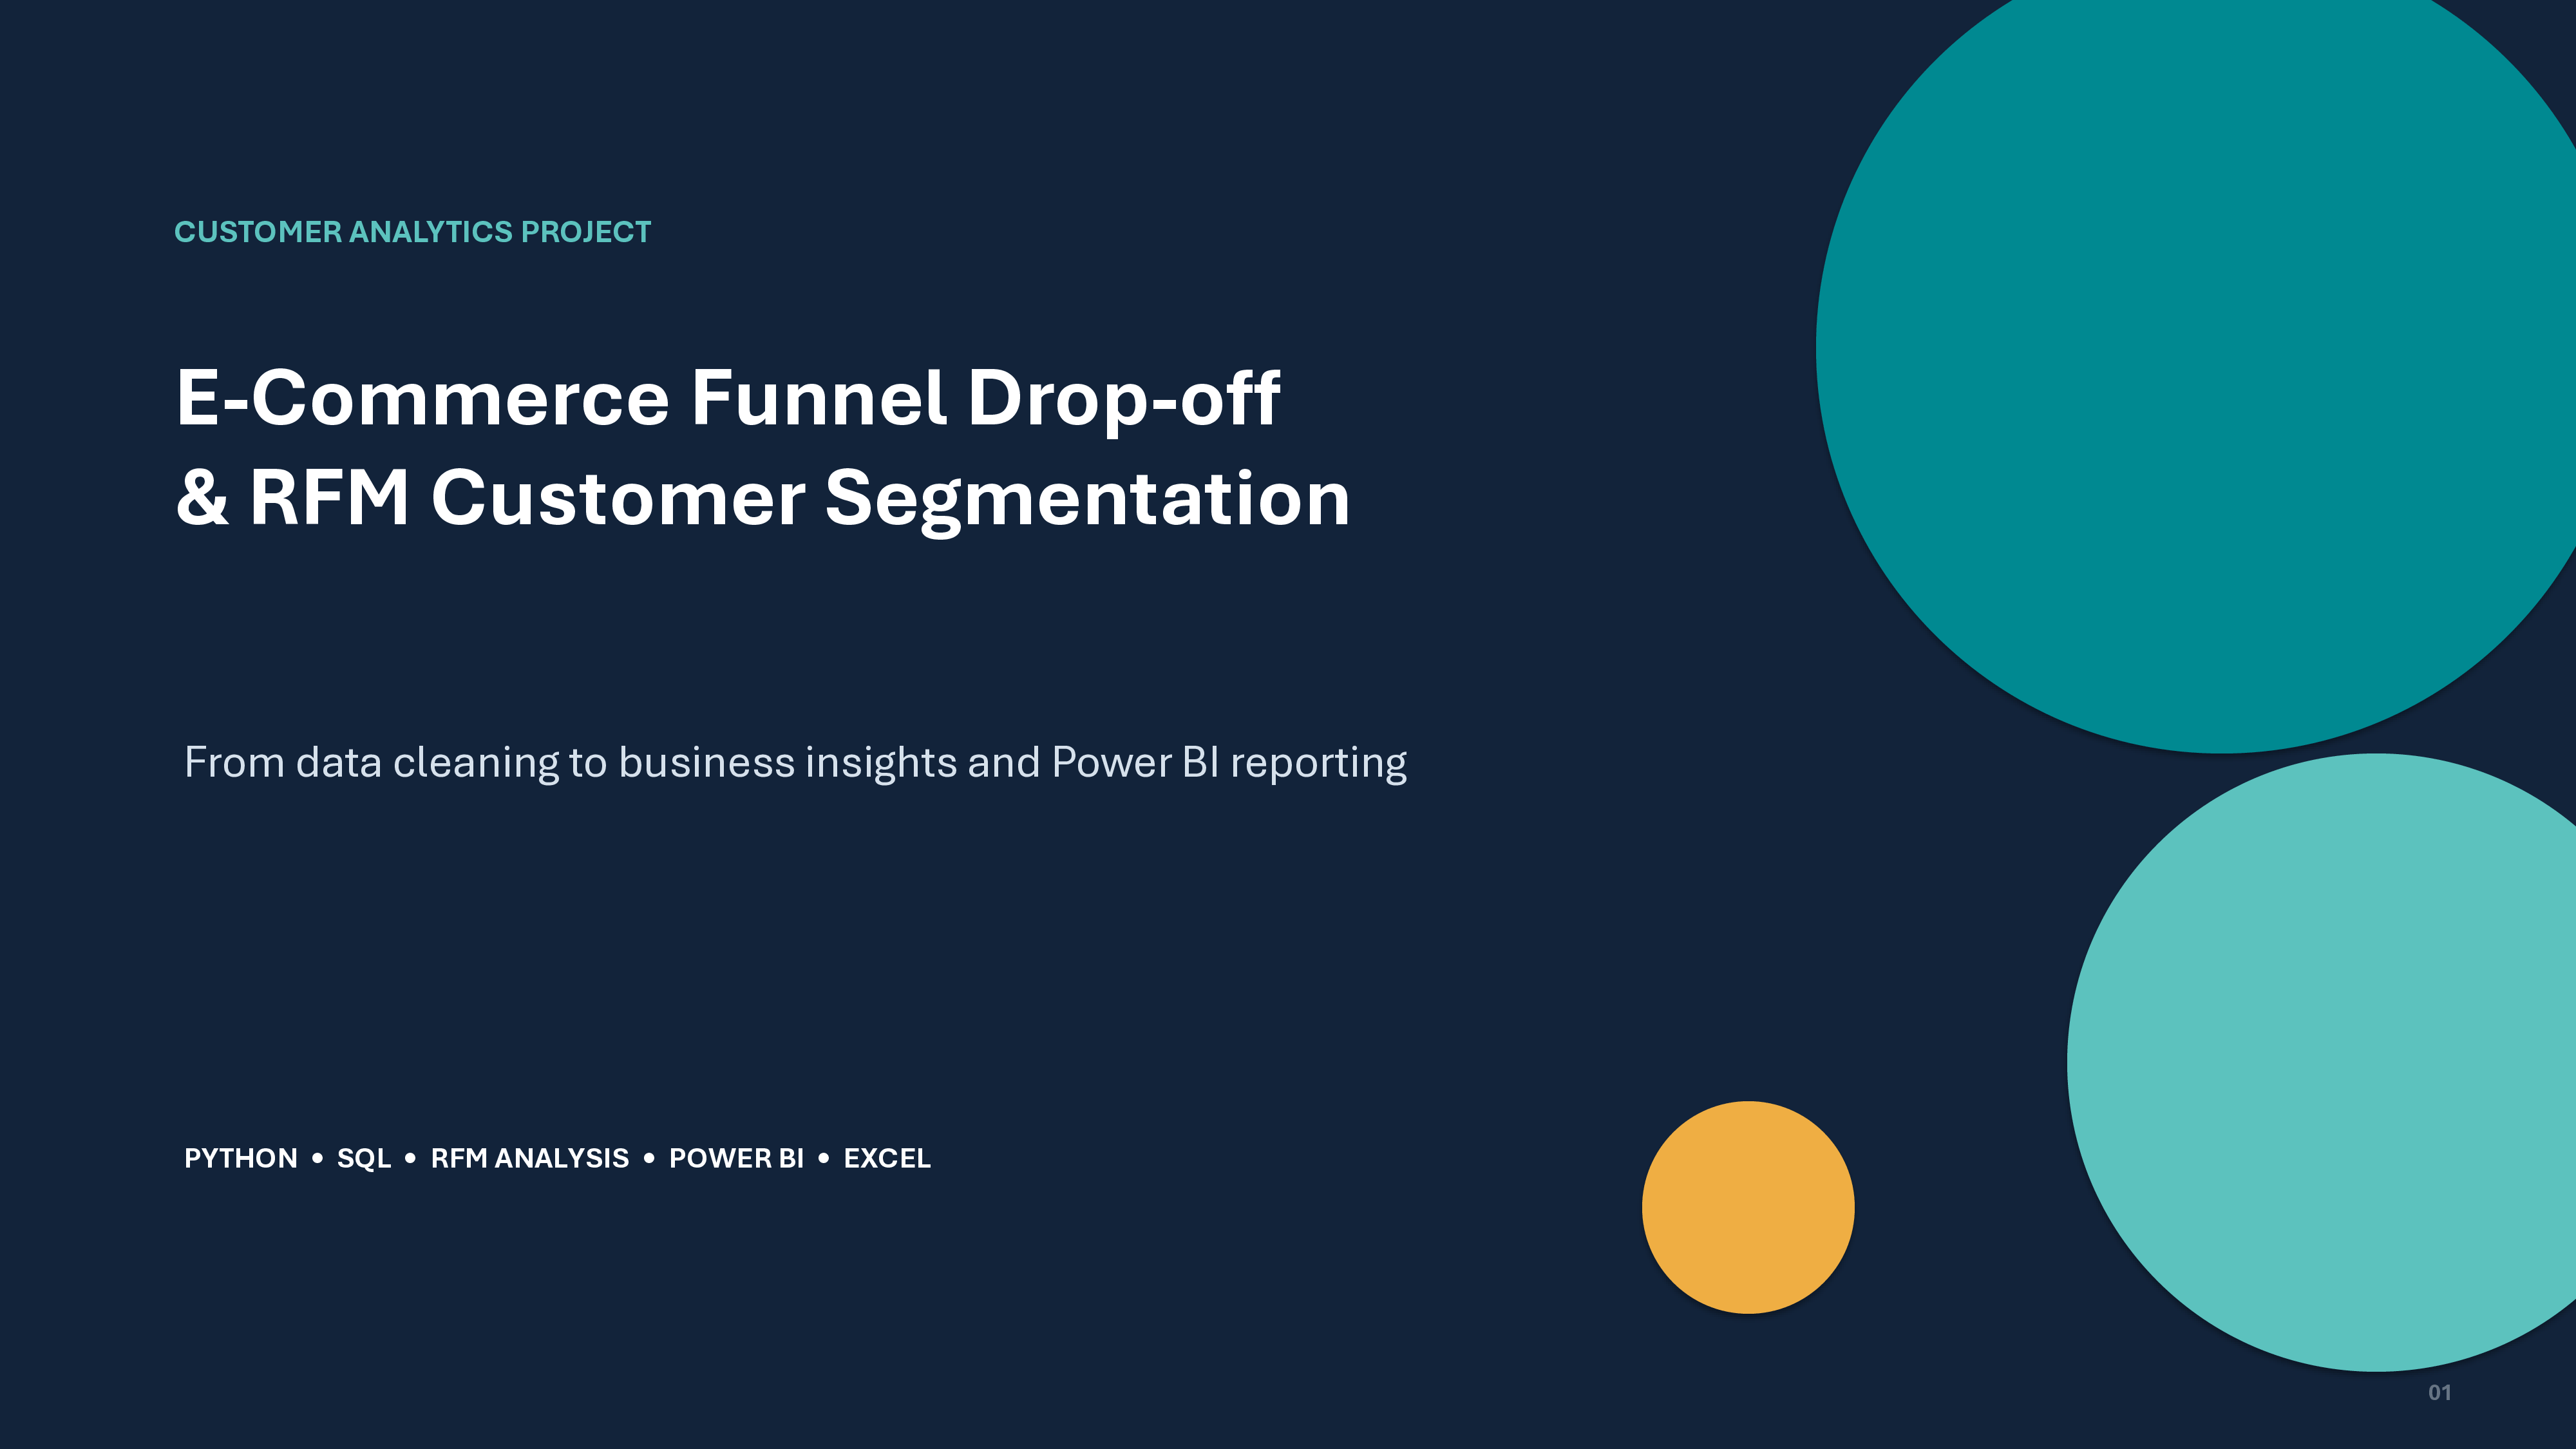 CUSTOMER ANALYTICS PROJECT
E-Commerce Funnel Drop-off
& RFM Customer Segmentation
From data cleaning to business insights and Power BI reporting
PYTHON • SQL • RFM ANALYSIS • POWER BI • EXCEL
01